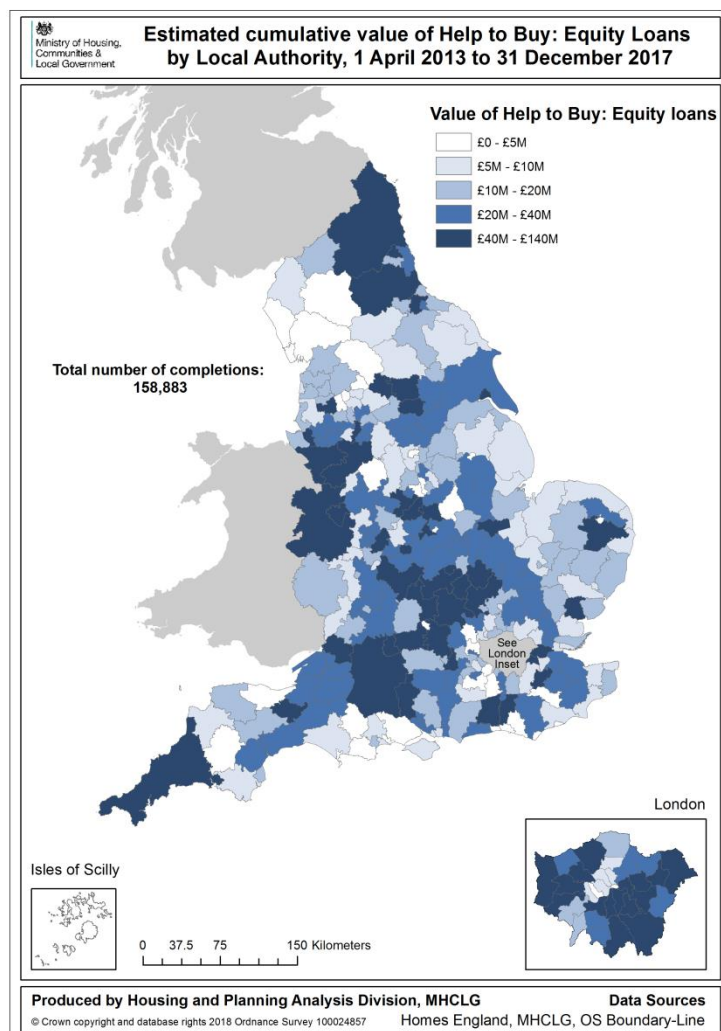 Ministry of Housing,
Communities &
Local Government
Estimated cumulative value of Help to Buy: Equity Loans
by Local Authority, 1 April 2013 to 31 December 2017
Value of Help to Buy: Equity loans
£0 - £5M
£5M - £10M
£10M - £20M
£20M - £40M
£40M - £140M
Total number of completions:
158,883
See
London
Inset
London
Isles of Scilly
0 37.5 75 150 Kilometers
Produced by Housing and Planning Analysis Division, MHCLG
Data Sources
© Crown copyright and database rights 2018 Ordnance Survey 100024857
Homes England, MHCLG, OS Boundary-Line